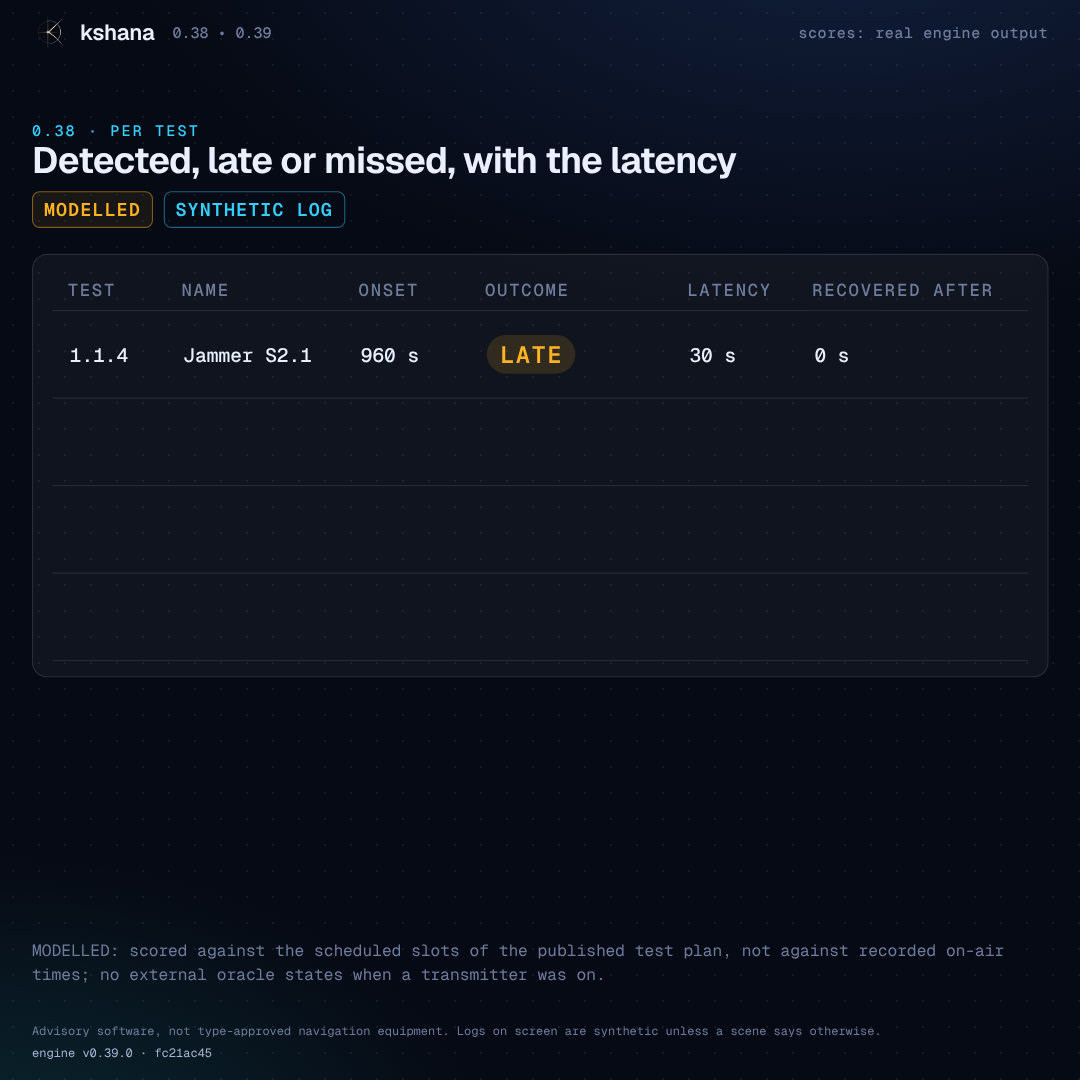 kshana 0.38 • 0.39 scores: real engine output
0.38 · PER TEST
Detected, late or missed, with the latency
MODELLED SYNTHETIC LOG
TEST NAME ONSET OUTCOME LATENCY RECOVERED AFTER
1.1.4 Jammer S2.1 960 s LATE 30 s 0 s
MODELLED: scored against the scheduled slots of the published test plan, not against recorded on-air
times; no external oracle states when a transmitter was on.
Advisory software, not type-approved navigation equipment. Logs on screen are synthetic unless a scene says otherwise.
engine v0.39.0 · fc21ac45